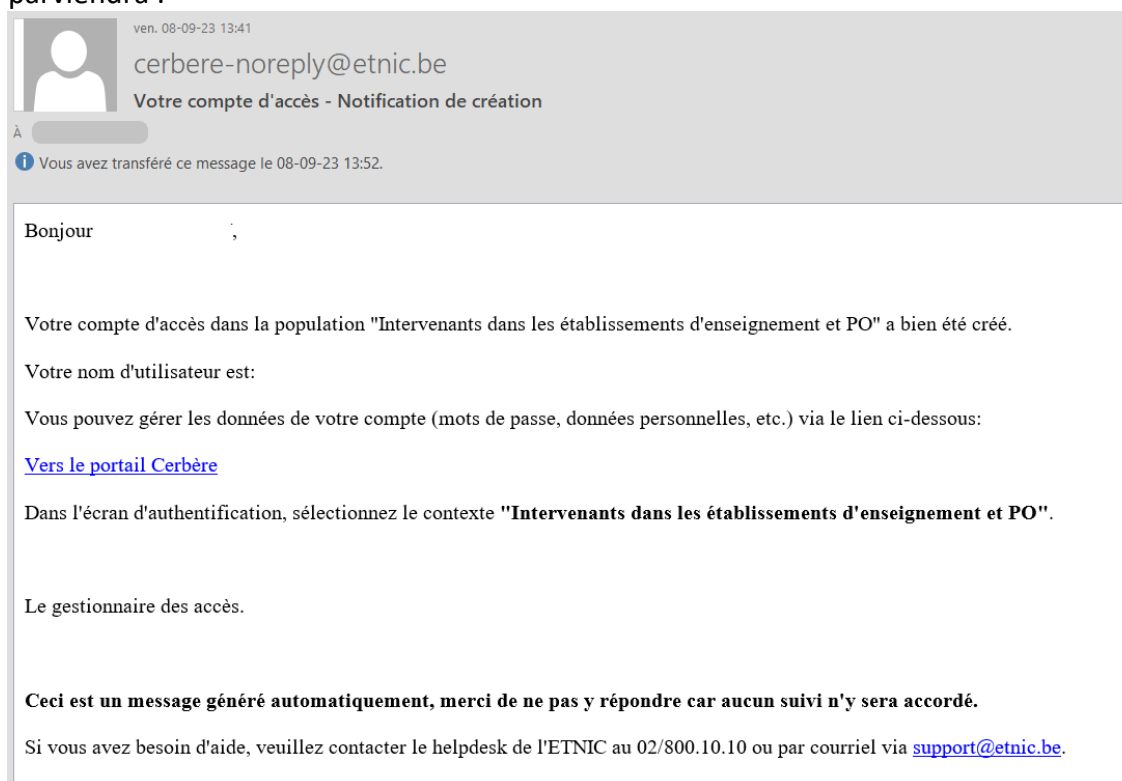 parviendra :
ven. 08-09-23 13:41
cerbere-noreply@etnic.be
Votre compte d'accès - Notification de création
À
Vous avez transféré ce message le 08-09-23 13:52.
Bonjour ,
Votre compte d'accès dans la population "Intervenants dans les établissements d'enseignement et PO" a bien été créé.
Votre nom d'utilisateur est:
Vous pouvez gérer les données de votre compte (mots de passe, données personnelles, etc.) via le lien ci-dessous:
Vers le portail Cerbère
Dans l'écran d'authentification, sélectionnez le contexte "Intervenants dans les établissements d'enseignement et PO".
Le gestionnaire des accès.
Ceci est un message généré automatiquement, merci de ne pas y répondre car aucun suivi n'y sera accordé.
Si vous avez besoin d'aide, veuillez contacter le helpdesk de l'ETNIC au 02/800.10.10 ou par courriel via support@etnic.be.